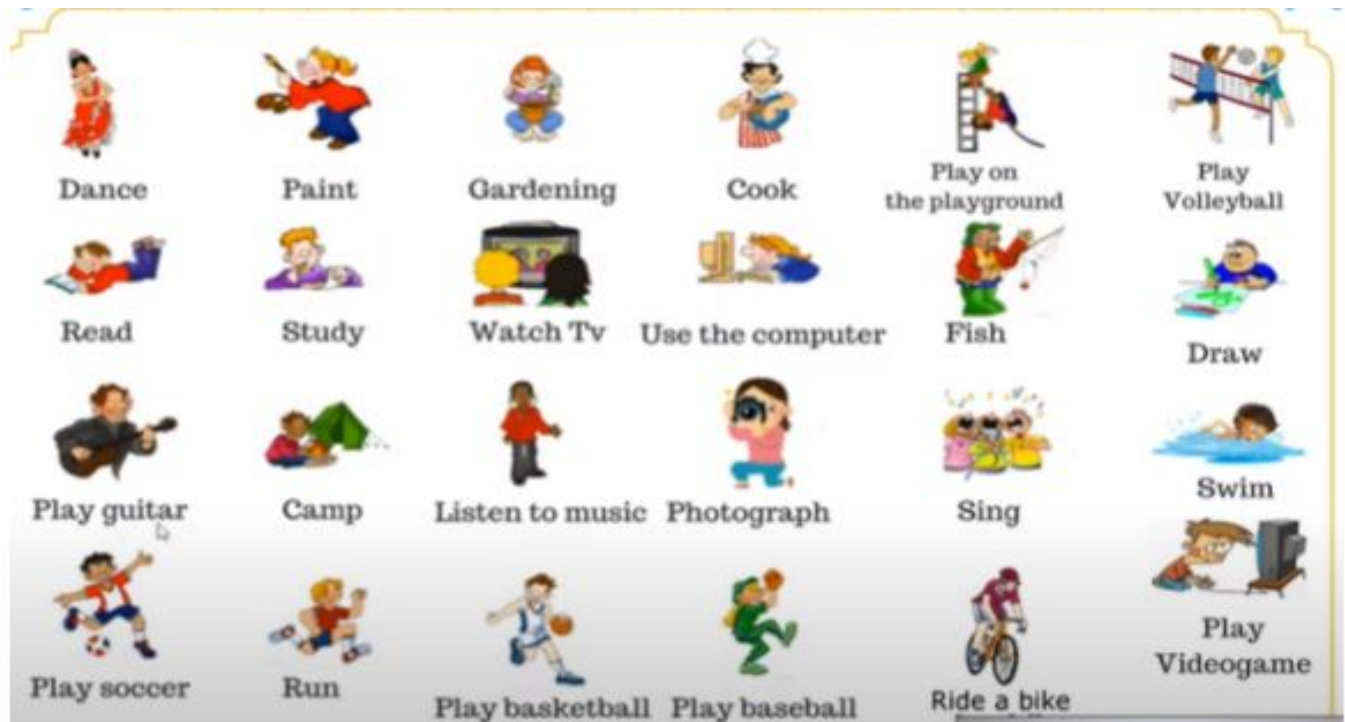 Dance
Paint
Gardening
Cook
Play on
the playground
Play
Volleyball
Read
Study
Watch Tv
Use the computer
Fish
Draw
Play guitar
Camp
Listen to music
Photograph
Sing
Swim
Play soccer
Run
Play basketball
Play baseball
Ride a bike
Play
Videogame